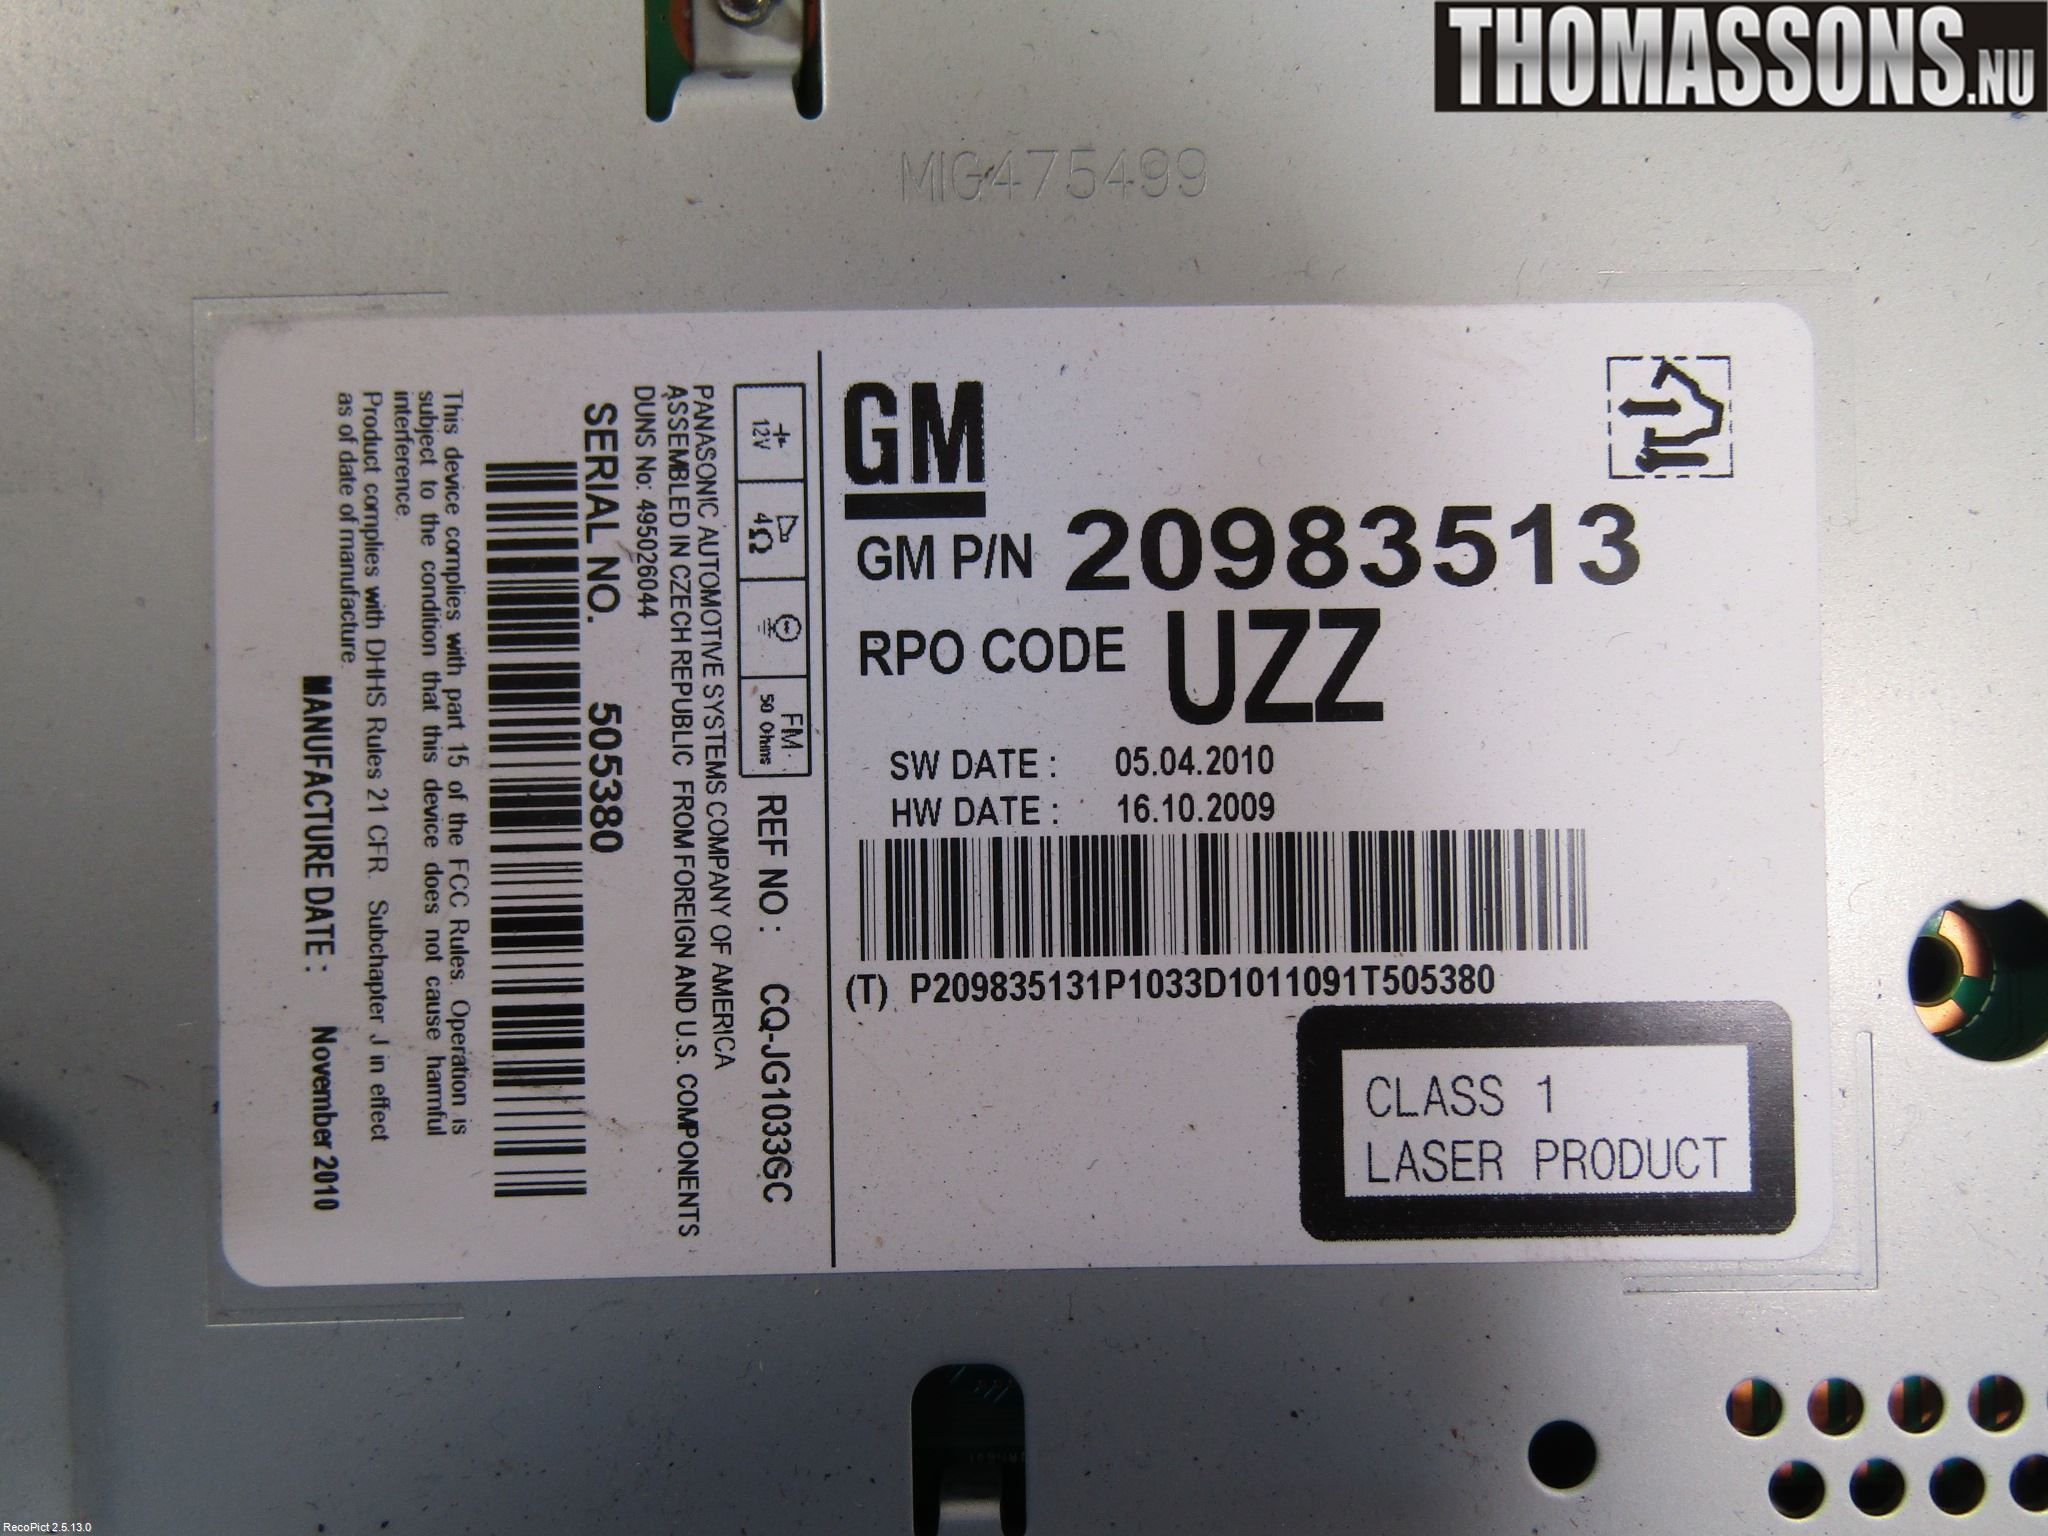 THOMASSONS.NU
MIG475499
GM
GM P/N 20983513
RPO CODE UZZ
SW DATE : 05.04.2010
HW DATE : 16.10.2009
(T) P209835131P1033D1011091T505380
CLASS 1
LASER PRODUCT
12V 4Ω FM 50 Ohms
REF NO : CQ-JG1033GC
PANASONIC AUTOMOTIVE SYSTEMS COMPANY OF AMERICA
ASSEMBLED IN CZECH REPUBLIC FROM FOREIGN AND U.S. COMPONENTS
DUNS No: 495026044
SERIAL NO. 505380
This device complies with part 15 of the FCC Rules. Operation is
subject to the condition that this device does not cause harmful
interference.
Product complies with DHHS Rules 21 CFR. Subchapter J in effect
as of date of manufacture.
MANUFACTURE DATE : November 2010
RecoPict 2.5.13.0